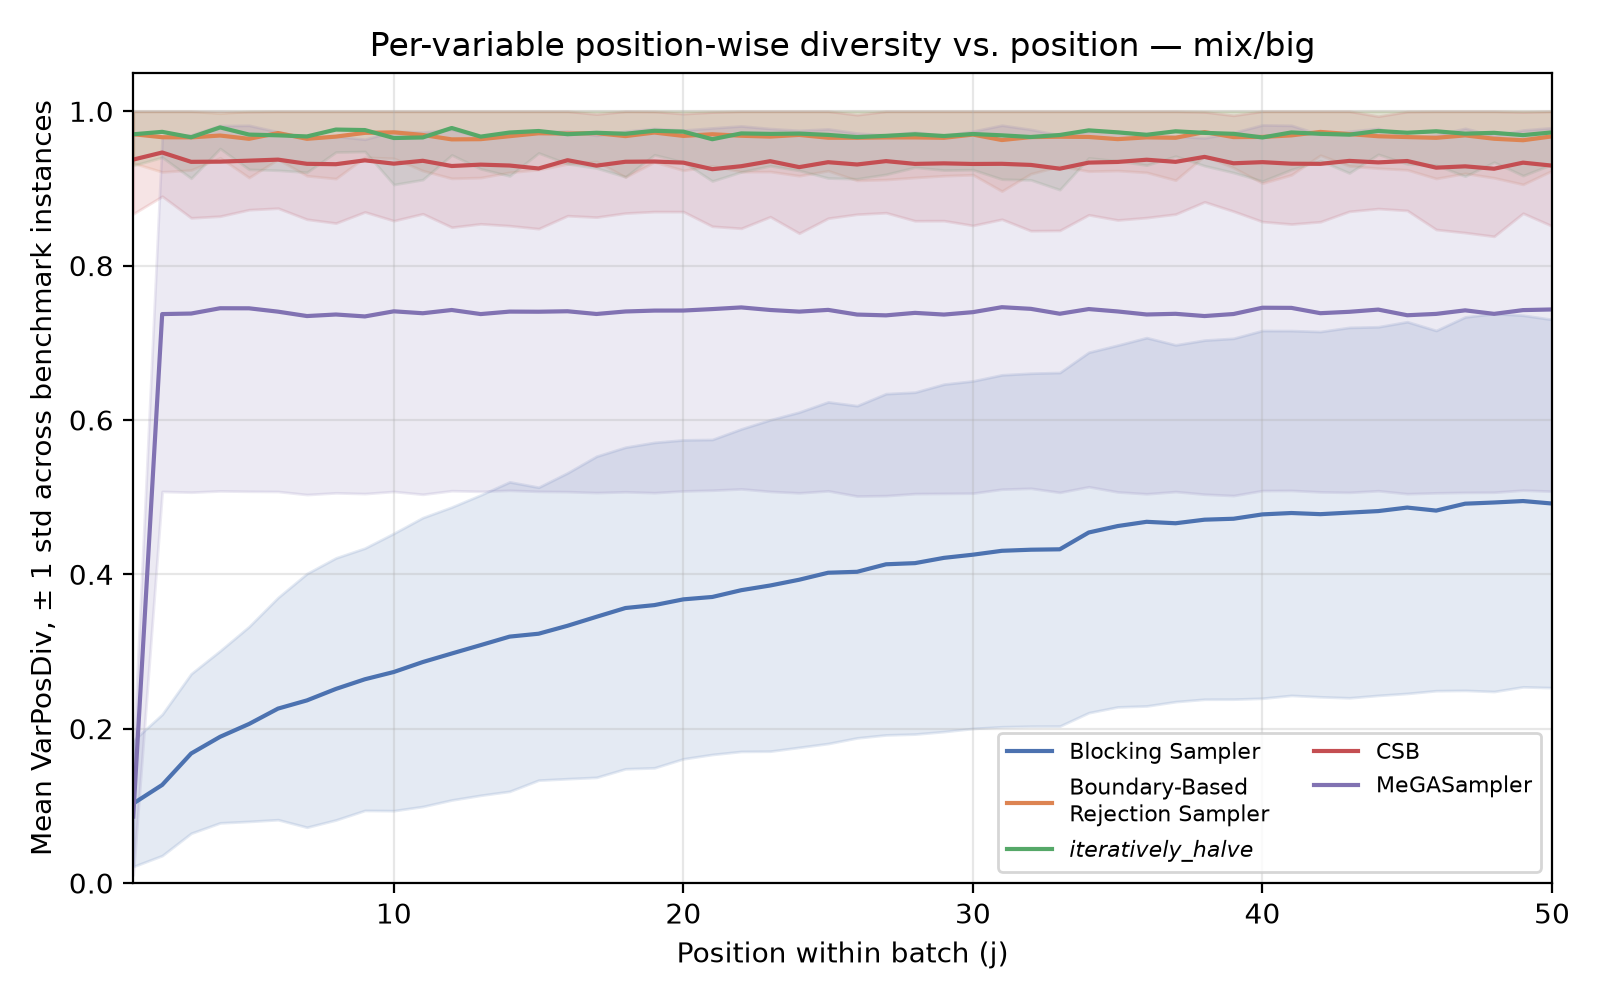 Per-variable position-wise diversity vs. position — mix/big
Mean VarPosDiv, ± 1 std across benchmark instances
1.0
0.8
0.6
0.4
0.2
0.0
10
20
30
40
50
Position within batch (j)
Blocking Sampler
Boundary-Based
Rejection Sampler
iteratively_halve
CSB
MeGASampler